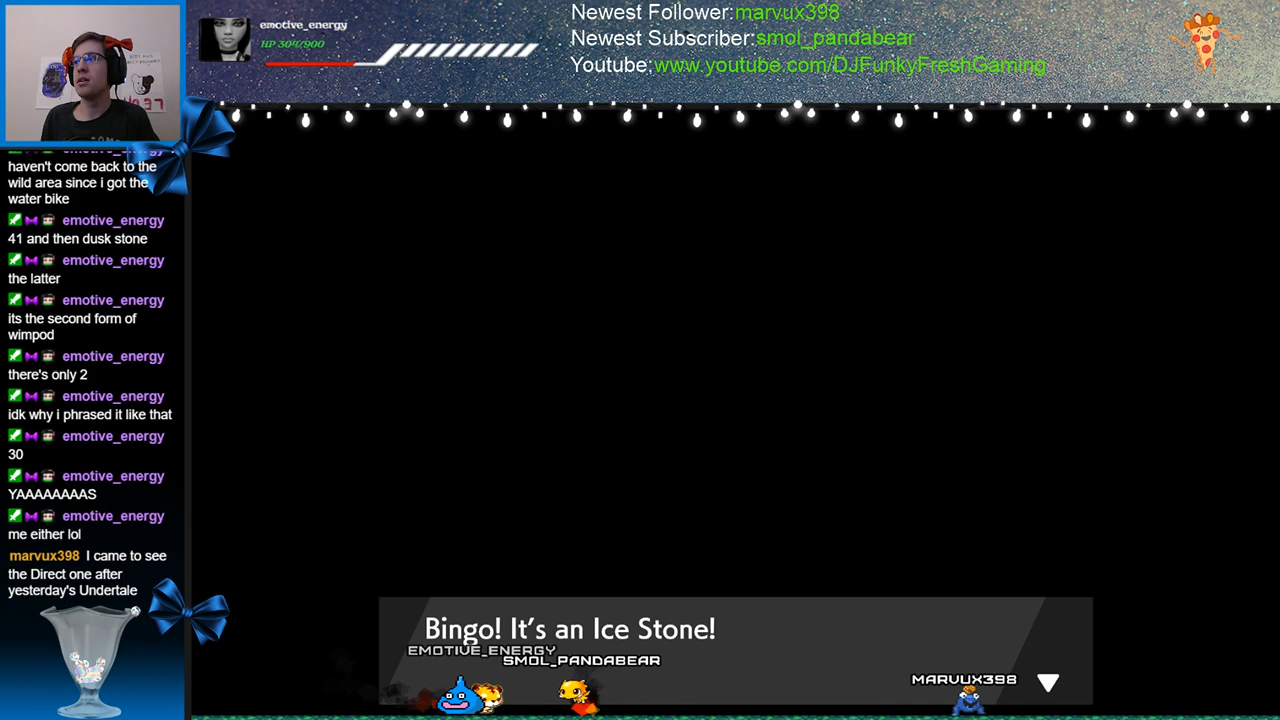 emotive_energy
HP 304/900
Newest Follower:marvux398
Newest Subscriber:smol_pandabear
Youtube;www.youtube.com/DJFunkyFreshGaming
haven't come back to the
wild area since i got the
water bike
emotive_energy
41 and then dusk stone
emotive_energy
the latter
emotive_energy
its the second form of
wimpod
emotive_energy
there's only 2
emotive_energy
idk why i phrased it like that
emotive_energy
30
emotive_energy
YAAAAAAAAS
emotive_energy
me either lol
marvux398 I came to see
the Direct one after
yesterday's Undertale
Bingo! It's an Ice Stone!
EMOTIVE_ENERGY
SMOL_PANDABEAR
MARVUX398